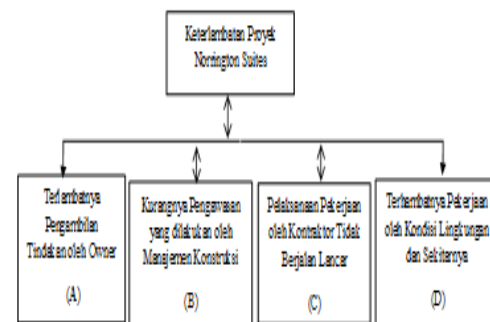 Keterlambatan Proyek
Norrington Suites
Terlambatnya
Pengambilan
Tindakan oleh Owner
(A)
Kurangnya Pengawasan
yang dilakukan oleh
Manajemen Konstruksi
(B)
Pelaksanaan Pekerjaan
oleh Kontraktor Tidak
Berjalan Lancar
(C)
Terhambatnya Pekerjaan
oleh Kondisi Lingkungan
dan Sekitarnya
(D)